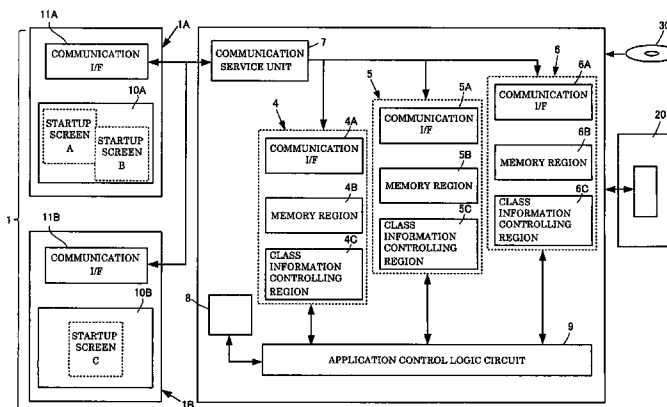 11A
1A
COMMUNICATION
I/F
10A
STARTUP
SCREEN
A
STARTUP
SCREEN
B
1
11B
COMMUNICATION
I/F
10B
STARTUP
SCREEN
C
1B
COMMUNICATION
SERVICE UNIT
7
4
4A
COMMUNICATION
I/F
4B
MEMORY REGION
4C
CLASS
INFORMATION
CONTROLLING
REGION
5
5A
COMMUNICATION
I/F
5B
MEMORY REGION
5C
CLASS
INFORMATION
CONTROLLING
REGION
6
6A
COMMUNICATION
I/F
6B
MEMORY REGION
6C
CLASS
INFORMATION
CONTROLLING
REGION
8
9
APPLICATION CONTROL LOGIC CIRCUIT
30
20